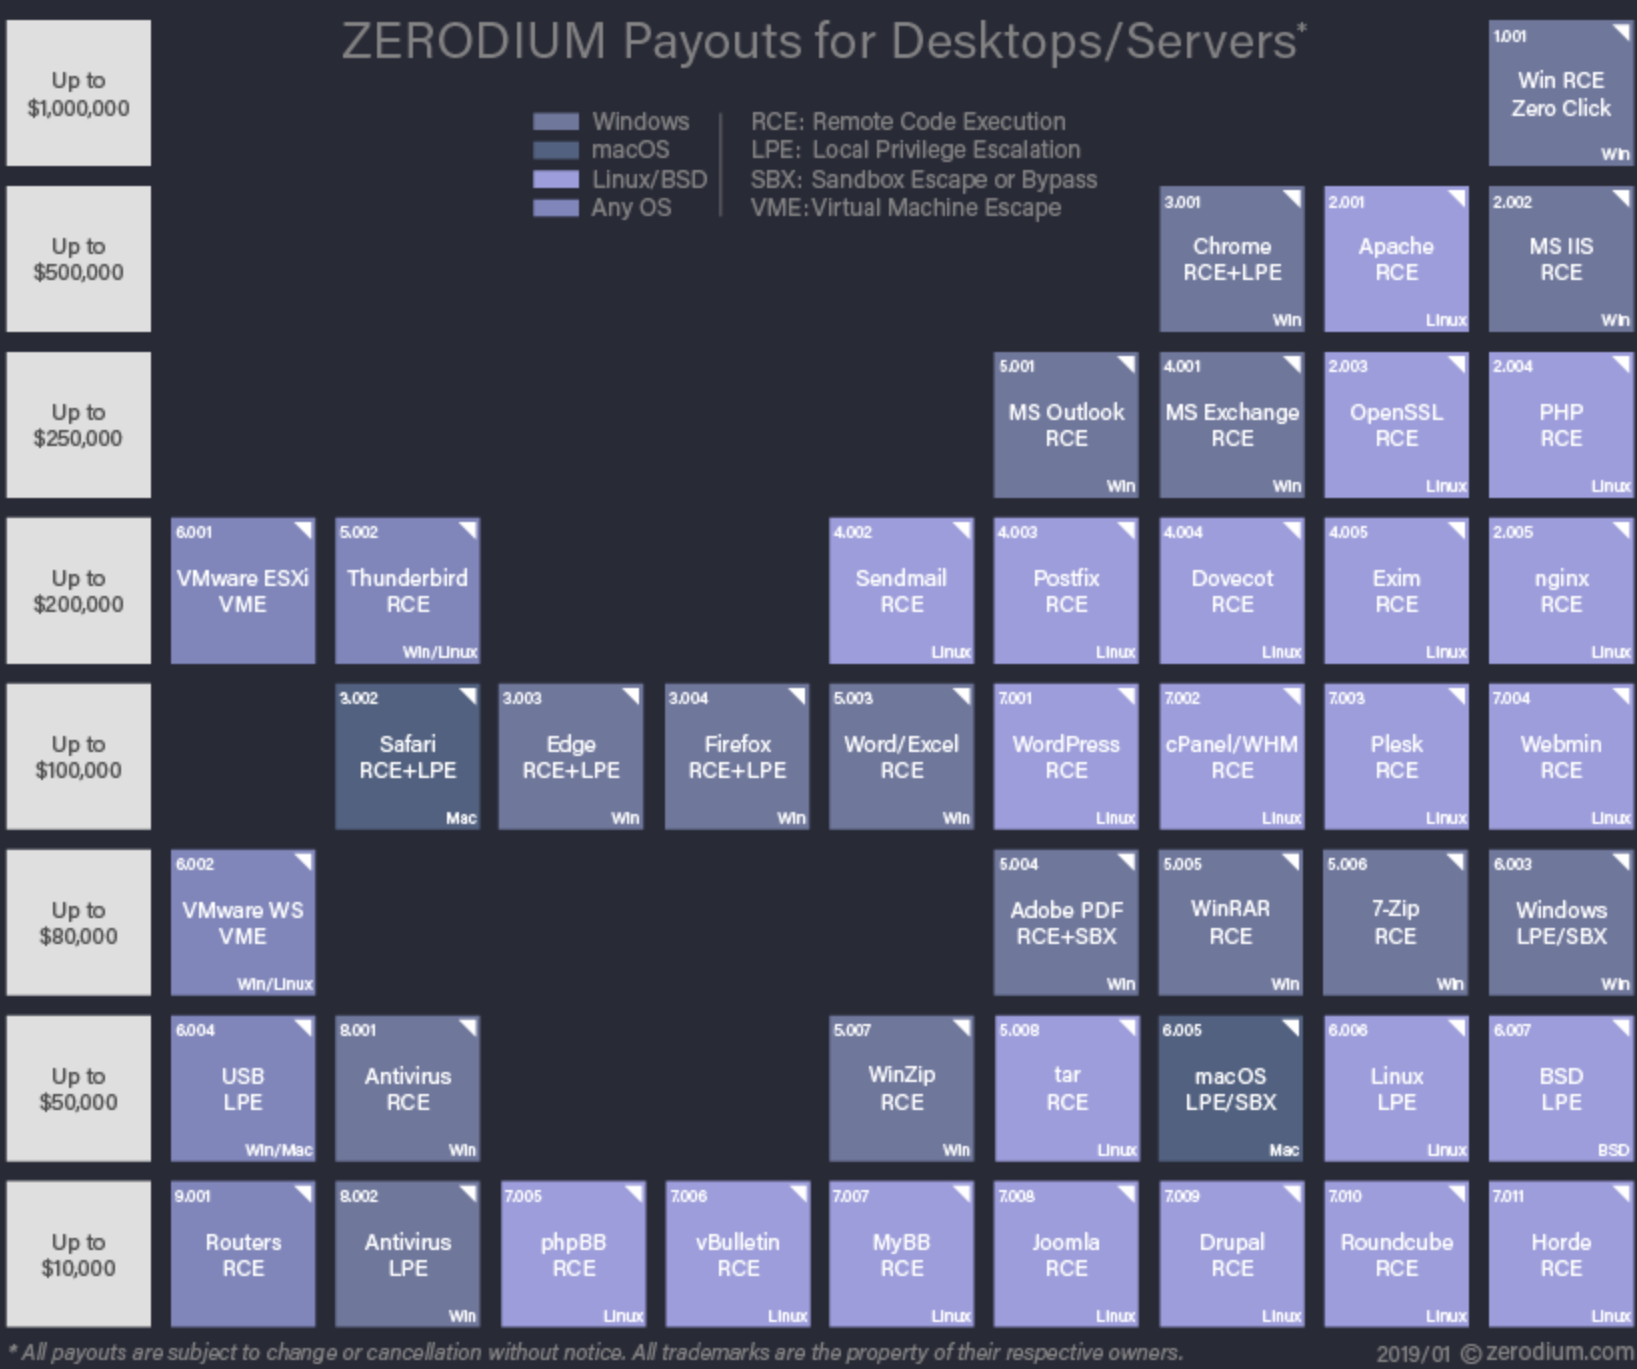 ZERODIUM Payouts for Desktops/Servers*
Windows
macOS
Linux/BSD
Any OS
RCE: Remote Code Execution
LPE: Local Privilege Escalation
SBX: Sandbox Escape or Bypass
VME: Virtual Machine Escape
Up to
$1,000,000
1.001
Win RCE
Zero Click
Win
Up to
$500,000
3.001
Chrome
RCE+LPE
Win
2.001
Apache
RCE
Linux
2.002
MS IIS
RCE
Win
Up to
$250,000
5.001
MS Outlook
RCE
Win
4.001
MS Exchange
RCE
Win
2.003
OpenSSL
RCE
Linux
2.004
PHP
RCE
Linux
Up to
$200,000
6.001
VMware ESXi
VME
5.002
Thunderbird
RCE
Win/Linux
4.002
Sendmail
RCE
Linux
4.003
Postfix
RCE
Linux
4.004
Dovecot
RCE
Linux
4.005
Exim
RCE
Linux
2.005
nginx
RCE
Linux
Up to
$100,000
3.002
Safari
RCE+LPE
Mac
3.003
Edge
RCE+LPE
Win
3.004
Firefox
RCE+LPE
Win
5.003
Word/Excel
RCE
Win
7.001
WordPress
RCE
Linux
7.002
cPanel/WHM
RCE
Linux
7.003
Plesk
RCE
Linux
7.004
Webmin
RCE
Linux
Up to
$80,000
6.002
VMware WS
VME
Win/Linux
5.004
Adobe PDF
RCE+SBX
Win
5.005
WinRAR
RCE
Win
5.006
7-Zip
RCE
Win
6.003
Windows
LPE/SBX
Win
Up to
$50,000
6.004
USB
LPE
Win/Mac
8.001
Antivirus
RCE
Win
5.007
WinZip
RCE
Win
5.008
tar
RCE
Linux
6.005
macOS
LPE/SBX
Mac
6.006
Linux
LPE
Linux
6.007
BSD
LPE
BSD
Up to
$10,000
9.001
Routers
RCE
8.002
Antivirus
LPE
Win
7.005
phpBB
RCE
Linux
7.006
vBulletin
RCE
Linux
7.007
MyBB
RCE
Linux
7.008
Joomla
RCE
Linux
7.009
Drupal
RCE
Linux
7.010
Roundcube
RCE
Linux
7.011
Horde
RCE
Linux
* All payouts are subject to change or cancellation without notice. All trademarks are the property of their respective owners.
2019/01 © zerodium.com